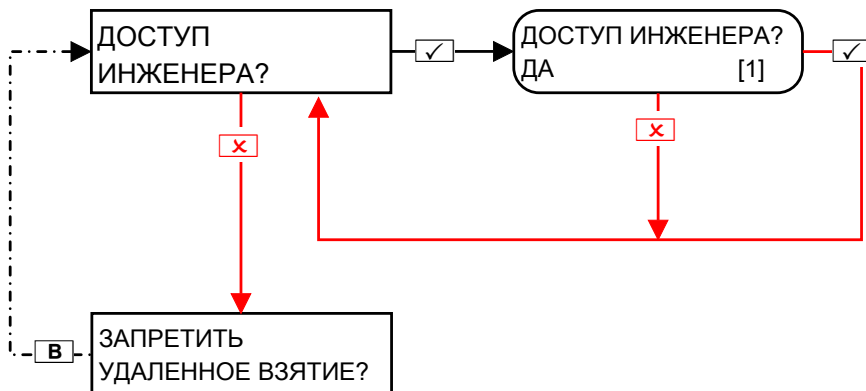 ДОСТУП
ИНЖЕНЕРА?
ДОСТУП ИНЖЕНЕРА?
ДА [1]
B
ЗАПРЕТИТЬ
УДАЛЕННОЕ ВЗЯТИЕ?